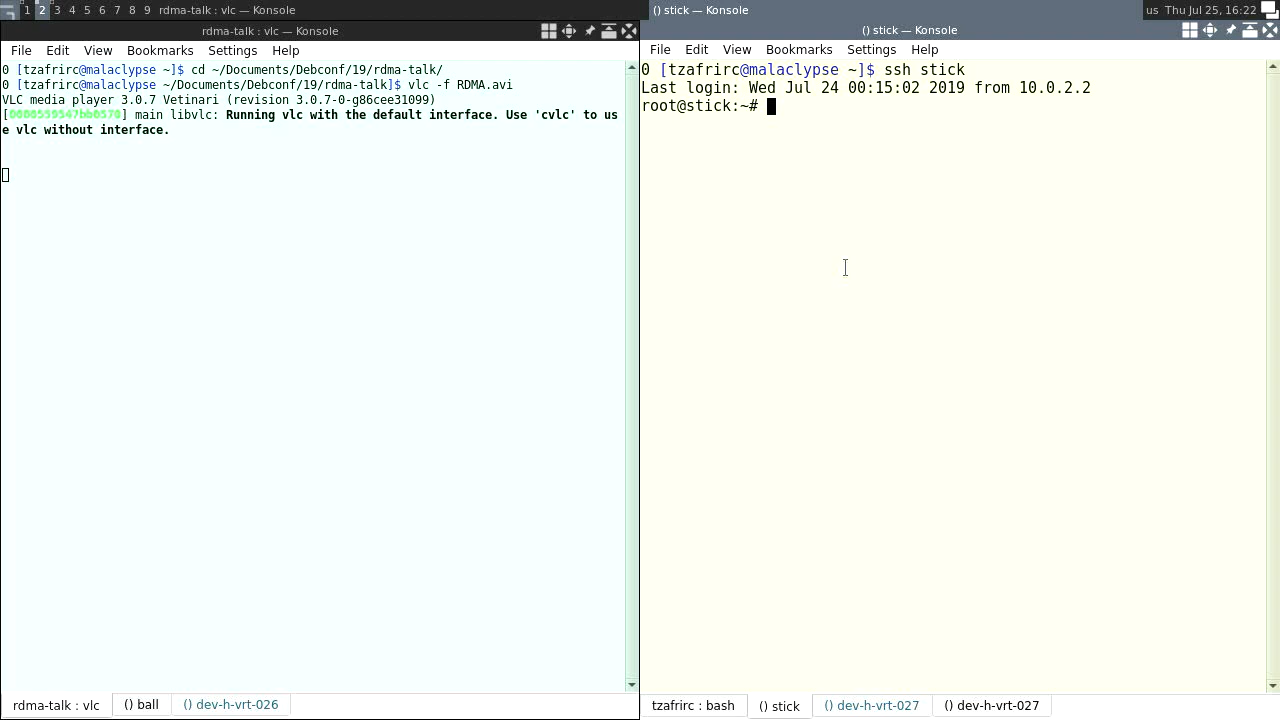 1 2 3 4 5 6 7 8 9 rdma-talk : vlc — Konsole
() stick — Konsole
us Thu Jul 25, 16:22
rdma-talk : vlc — Konsole
File Edit View Bookmarks Settings Help
0 [tzafrirc@malaclypse ~]$ cd ~/Documents/Debconf/19/rdma-talk/
0 [tzafrirc@malaclypse ~/Documents/Debconf/19/rdma-talk]$ vlc -f RDMA.avi
VLC media player 3.0.7 Vetinari (revision 3.0.7-0-g86cee31099)
main libvlc: Running vlc with the default interface. Use 'cvlc' to us
e vlc without interface.
rdma-talk : vlc
() ball
() dev-h-vrt-026
() stick — Konsole
File Edit View Bookmarks Settings Help
0 [tzafrirc@malaclypse ~]$ ssh stick
Last login: Wed Jul 24 00:15:02 2019 from 10.0.2.2
root@stick:~#
tzafrirc : bash
() stick
() dev-h-vrt-027
() dev-h-vrt-027